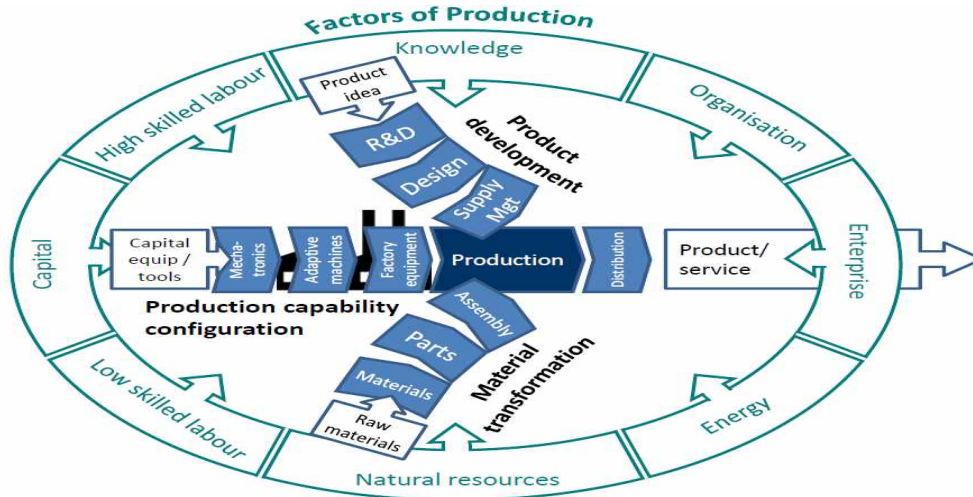 Factors of Production
Knowledge
High skilled labour
Organisation
Capital
Enterprise
Low skilled labour
Energy
Natural resources
Product
idea
R&D
Design
Supply
Mgt
Product
development
Capital
equip /
tools
Mecha-
tronics
Adaptive
machines
Factory
equipment
Production
Distribution
Product/
service
Production capability
configuration
Assembly
Parts
Materials
Raw
materials
Material
transformation